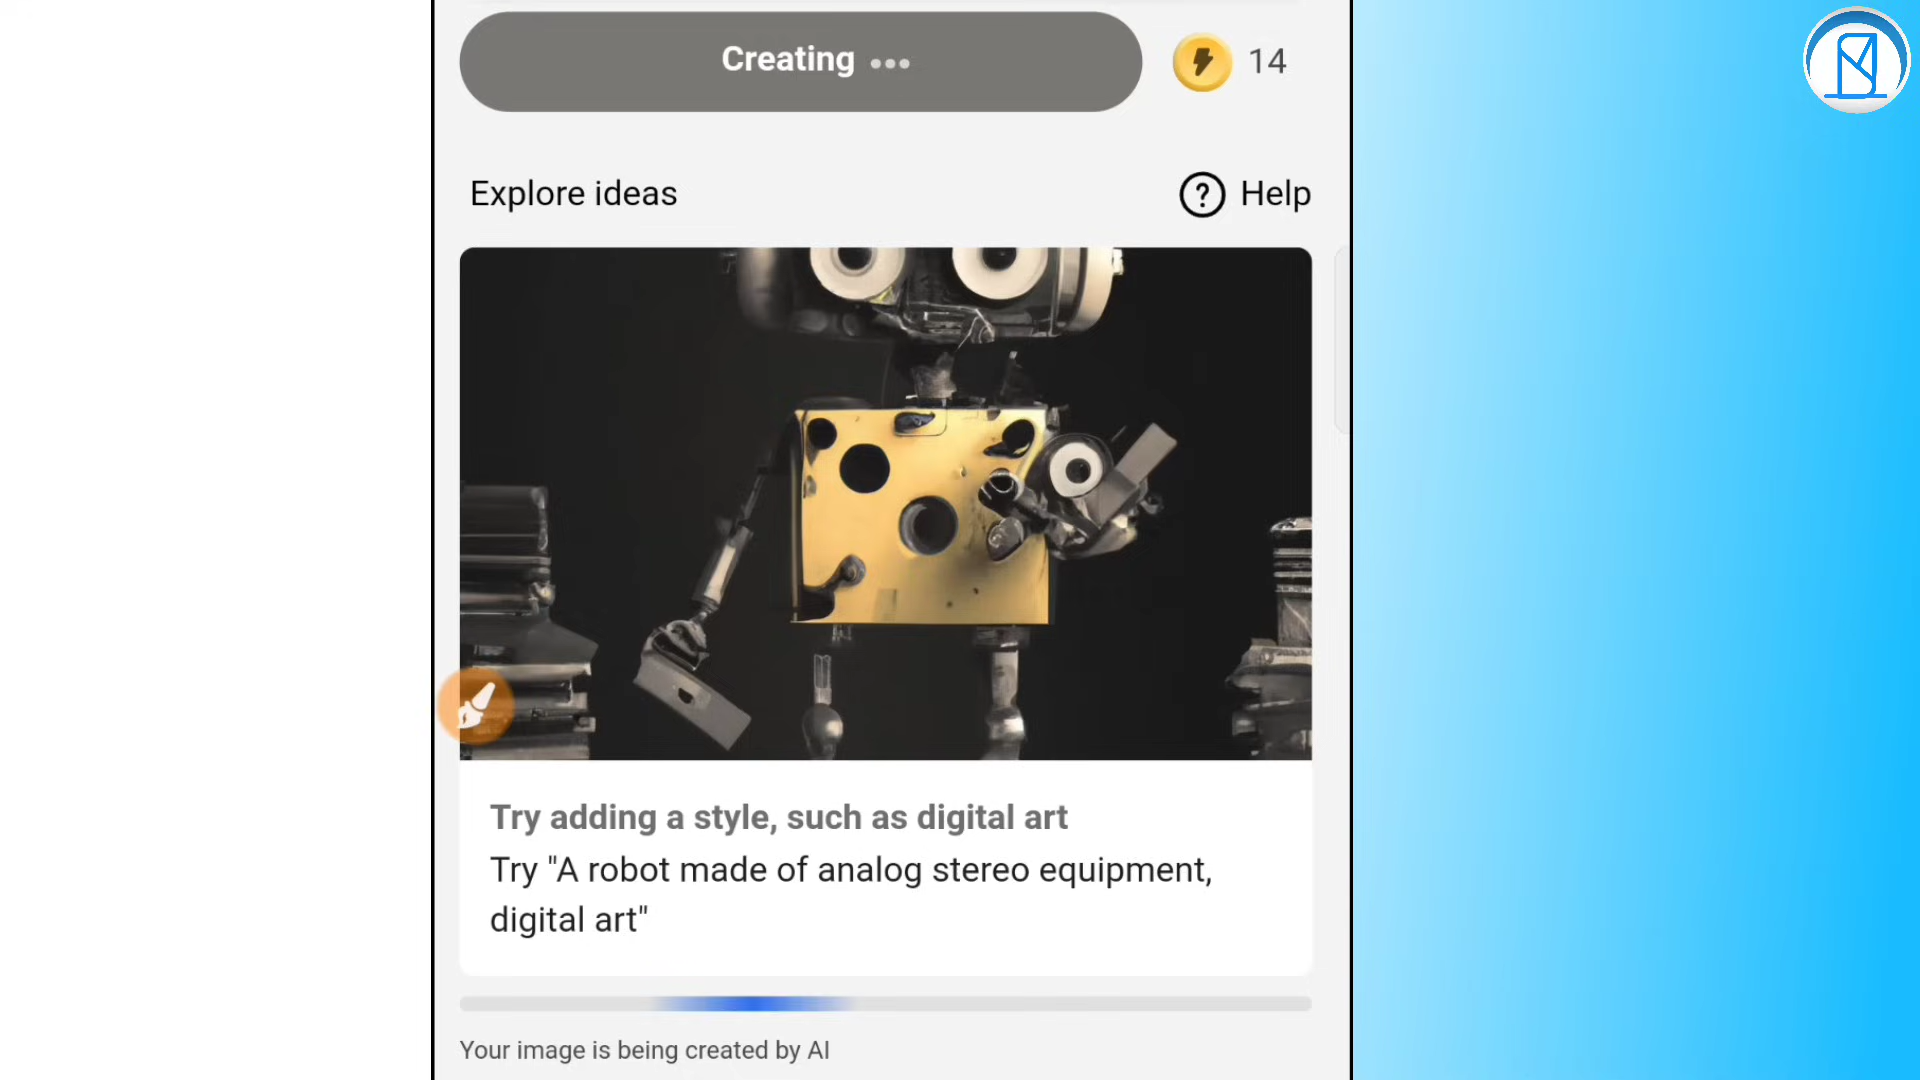 Creating
14
Explore ideas
? Help
Try adding a style, such as digital art
Try "A robot made of analog stereo equipment,
digital art"
Your image is being created by AI